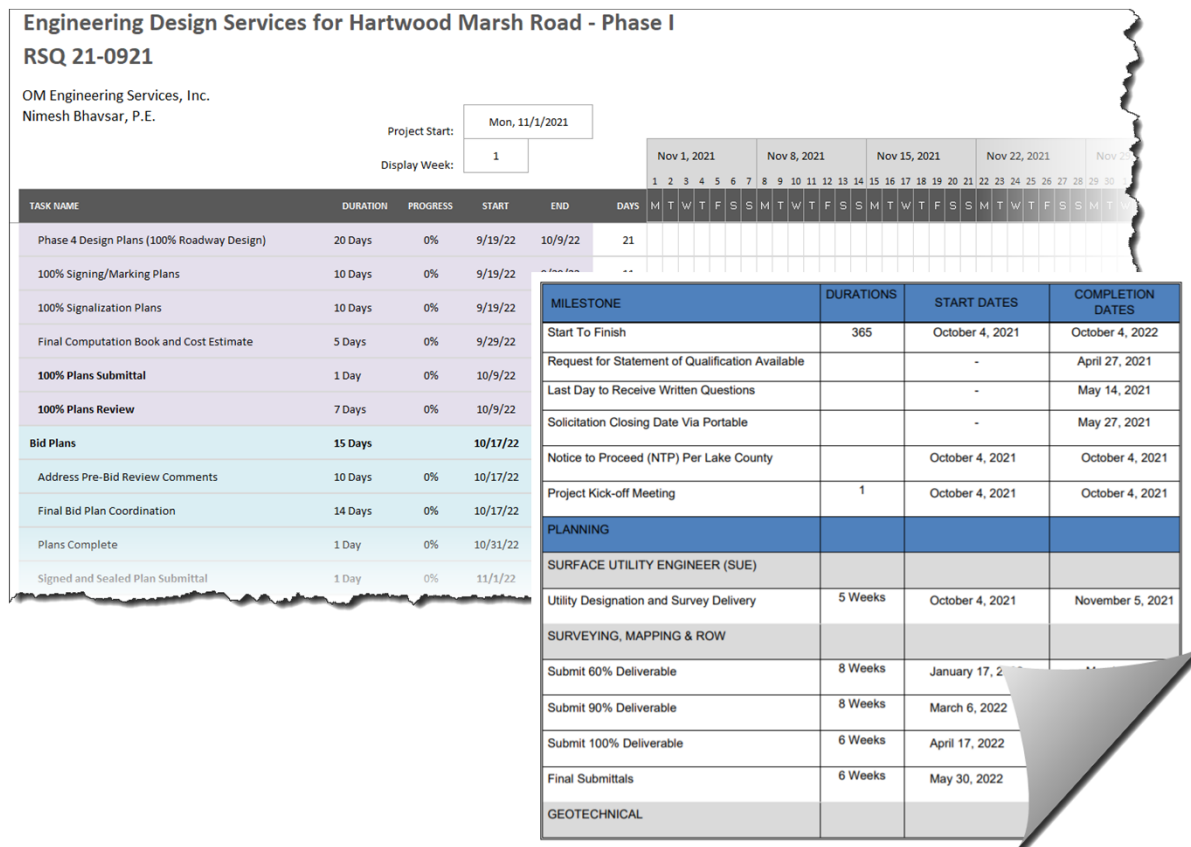 Engineering Design Services for Hartwood Marsh Road - Phase I
RSQ 21-0921
OM Engineering Services, Inc.
Nimesh Bhavsar, P.E.
Project Start: Mon, 11/1/2021
Display Week: 1
Nov 1, 2021 Nov 8, 2021 Nov 15, 2021 Nov 22, 2021 Nov
1 2 3 4 5 6 7 8 9 10 11 12 13 14 15 16 17 18 19 20 21 22 23 24 25 26 27 28 29 30
TASK NAME DURATION PROGRESS START END DAYS M T W T F S S M T W T F S S M T W T F S S M T W T F S S M T W
Phase 4 Design Plans (100% Roadway Design) 20 Days 0% 9/19/22 10/9/22 21
100% Signing/Marking Plans 10 Days 0% 9/19/22
100% Signalization Plans 10 Days 0% 9/19/22
Final Computation Book and Cost Estimate 5 Days 0% 9/29/22
100% Plans Submittal 1 Day 0% 10/9/22
100% Plans Review 7 Days 0% 10/9/22
Bid Plans 15 Days 10/17/22
Address Pre-Bid Review Comments 10 Days 0% 10/17/22
Final Bid Plan Coordination 14 Days 0% 10/17/22
Plans Complete 1 Day 0% 10/31/22
Signed and Sealed Plan Submittal 1 Day 0% 11/1/22
MILESTONE DURATIONS START DATES COMPLETION DATES
Start To Finish 365 October 4, 2021 October 4, 2022
Request for Statement of Qualification Available - April 27, 2021
Last Day to Receive Written Questions - May 14, 2021
Solicitation Closing Date Via Portable - May 27, 2021
Notice to Proceed (NTP) Per Lake County October 4, 2021 October 4, 2021
Project Kick-off Meeting 1 October 4, 2021 October 4, 2021
PLANNING
SURFACE UTILITY ENGINEER (SUE)
Utility Designation and Survey Delivery 5 Weeks October 4, 2021 November 5, 2021
SURVEYING, MAPPING & ROW
Submit 60% Deliverable 8 Weeks January 17,
Submit 90% Deliverable 8 Weeks March 6, 2022
Submit 100% Deliverable 6 Weeks April 17, 2022
Final Submittals 6 Weeks May 30, 2022
GEOTECHNICAL